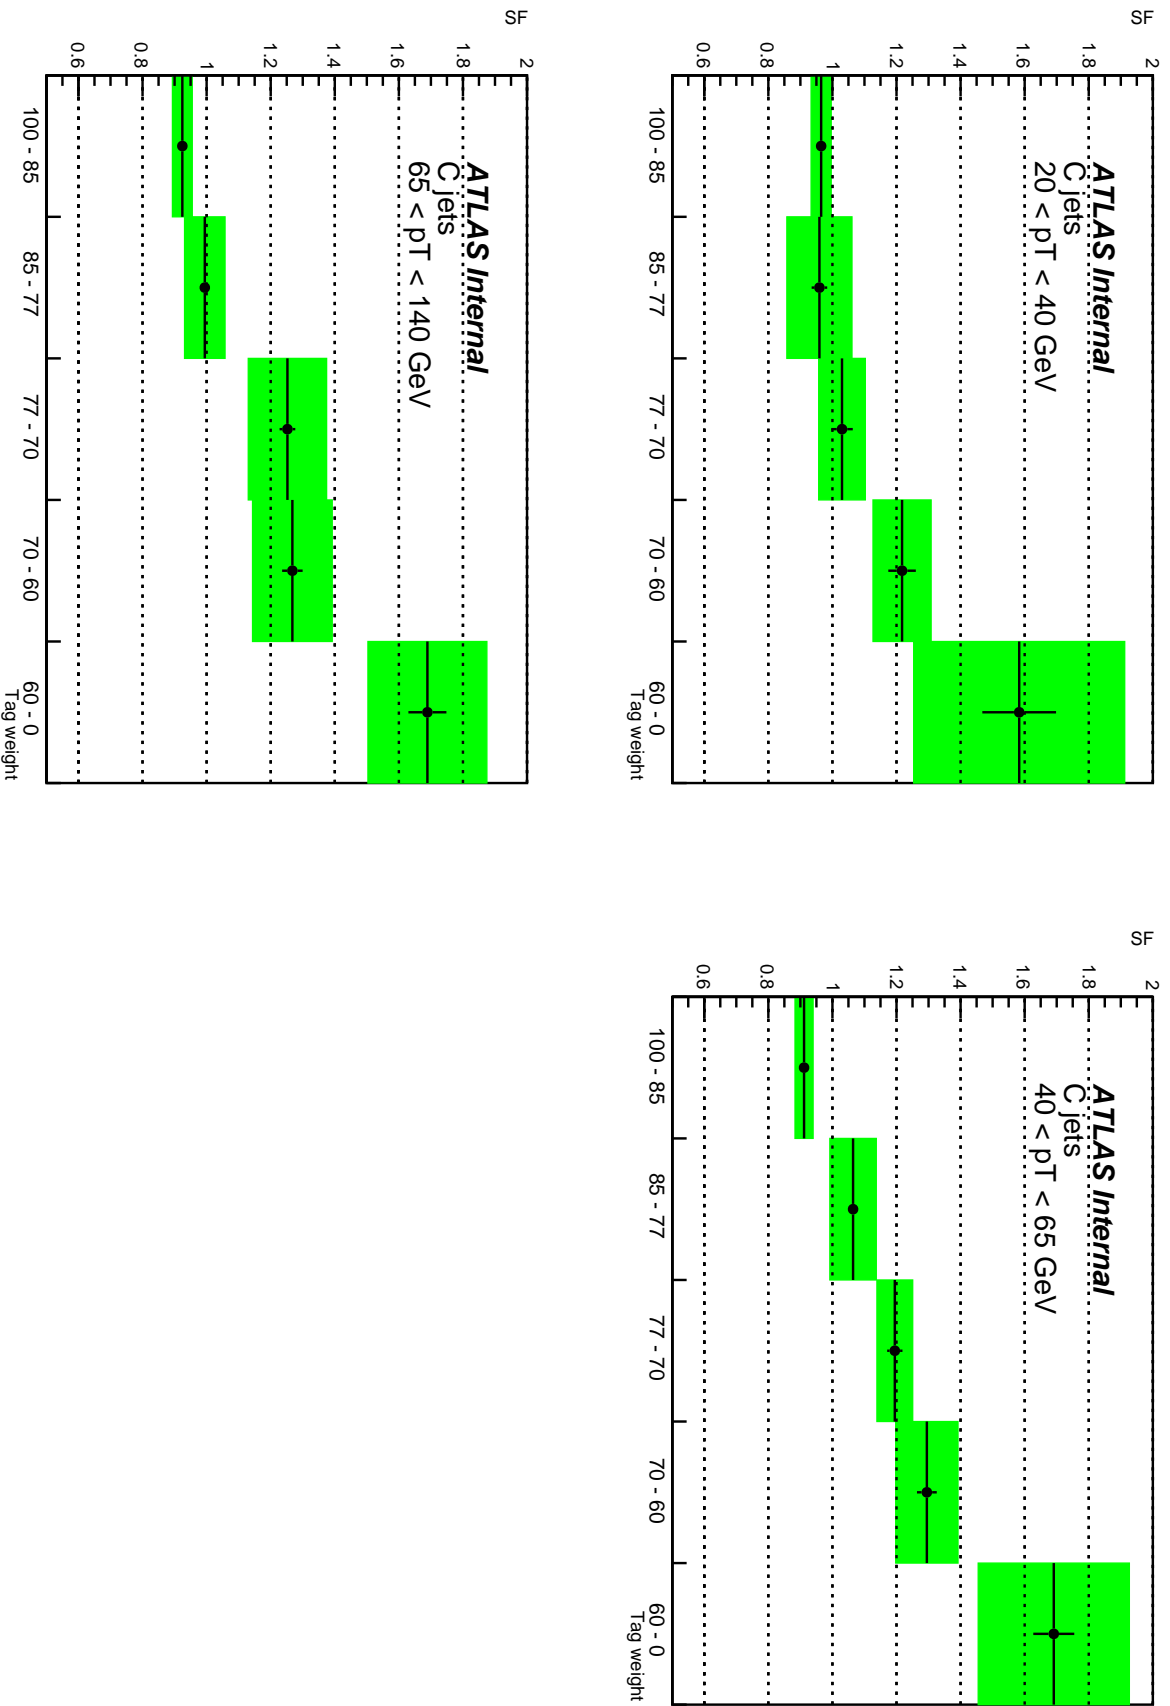 SF
2
1.8
1.6
1.4
1.2
1
0.8
0.6
ATLAS Internal
C jets
20 < pT < 40 GeV
100 - 85
85 - 77
77 - 70
70 - 60
60 - 0
Tag weight
SF
2
1.8
1.6
1.4
1.2
1
0.8
0.6
ATLAS Internal
C jets
40 < pT < 65 GeV
100 - 85
85 - 77
77 - 70
70 - 60
60 - 0
Tag weight
SF
2
1.8
1.6
1.4
1.2
1
0.8
0.6
ATLAS Internal
C jets
65 < pT < 140 GeV
100 - 85
85 - 77
77 - 70
70 - 60
60 - 0
Tag weight